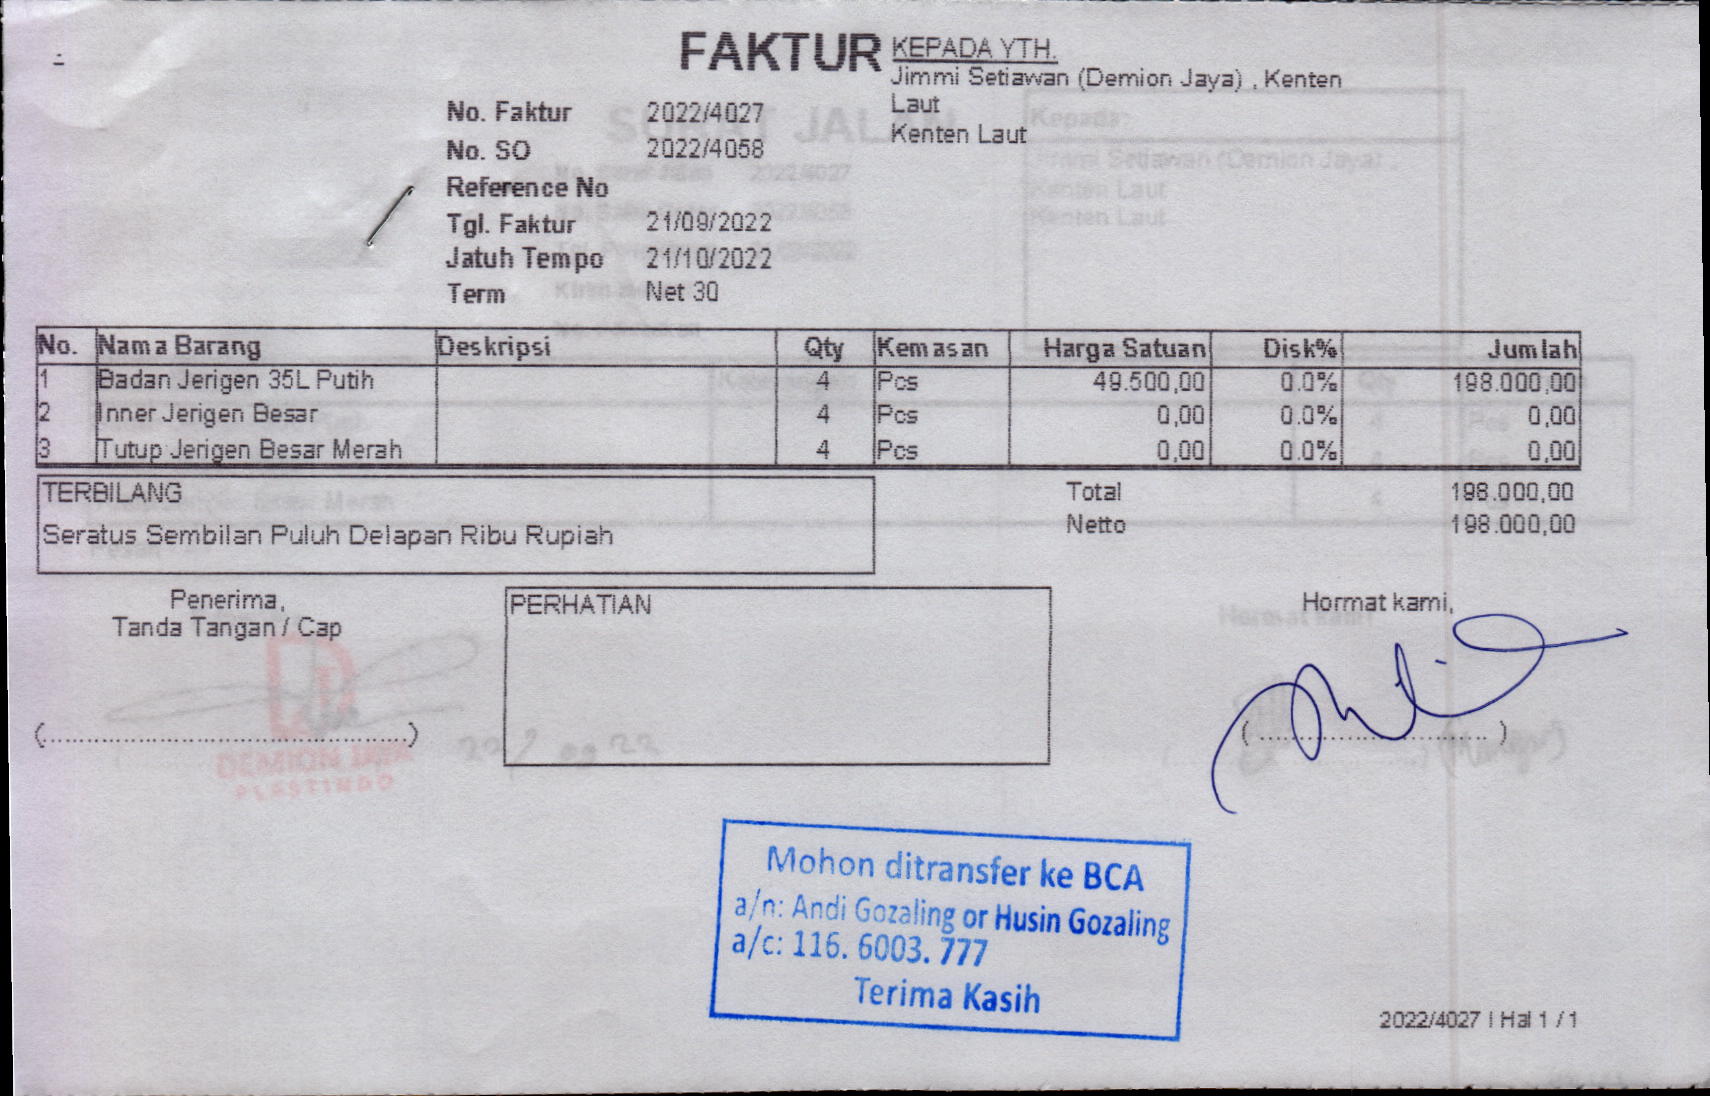 FAKTUR
KEPADA YTH.
Jimmi Setiawan (Demion Jaya) , Kenten
Laut
Kenten Laut
No. Faktur 2022/4027
No. SO 2022/4058
Reference No
Tgl. Faktur 21/09/2022
Jatuh Tempo 21/10/2022
Term Net 30
No. Nama Barang Deskripsi Qty Kemasan Harga Satuan Disk% Jumlah
1 Badan Jerigen 35L Putih 4 Pcs 49.500,00 0.0% 198.000,00
2 Inner Jerigen Besar 4 Pcs 0,00 0.0% 0,00
3 Tutup Jerigen Besar Merah 4 Pcs 0,00 0.0% 0,00
TERBILANG
Seratus Sembilan Puluh Delapan Ribu Rupiah
Total 198.000,00
Netto 198.000,00
Penerima,
Tanda Tangan / Cap
(..........................................)
PERHATIAN
Hormat kami,
(..............................)
DEMION
PLASTINDO
Mohon ditransfer ke BCA
a/n: Andi Gozaling or Husin Gozaling
a/c: 116. 6003. 777
Terima Kasih
2022/4027 | Hal 1 / 1